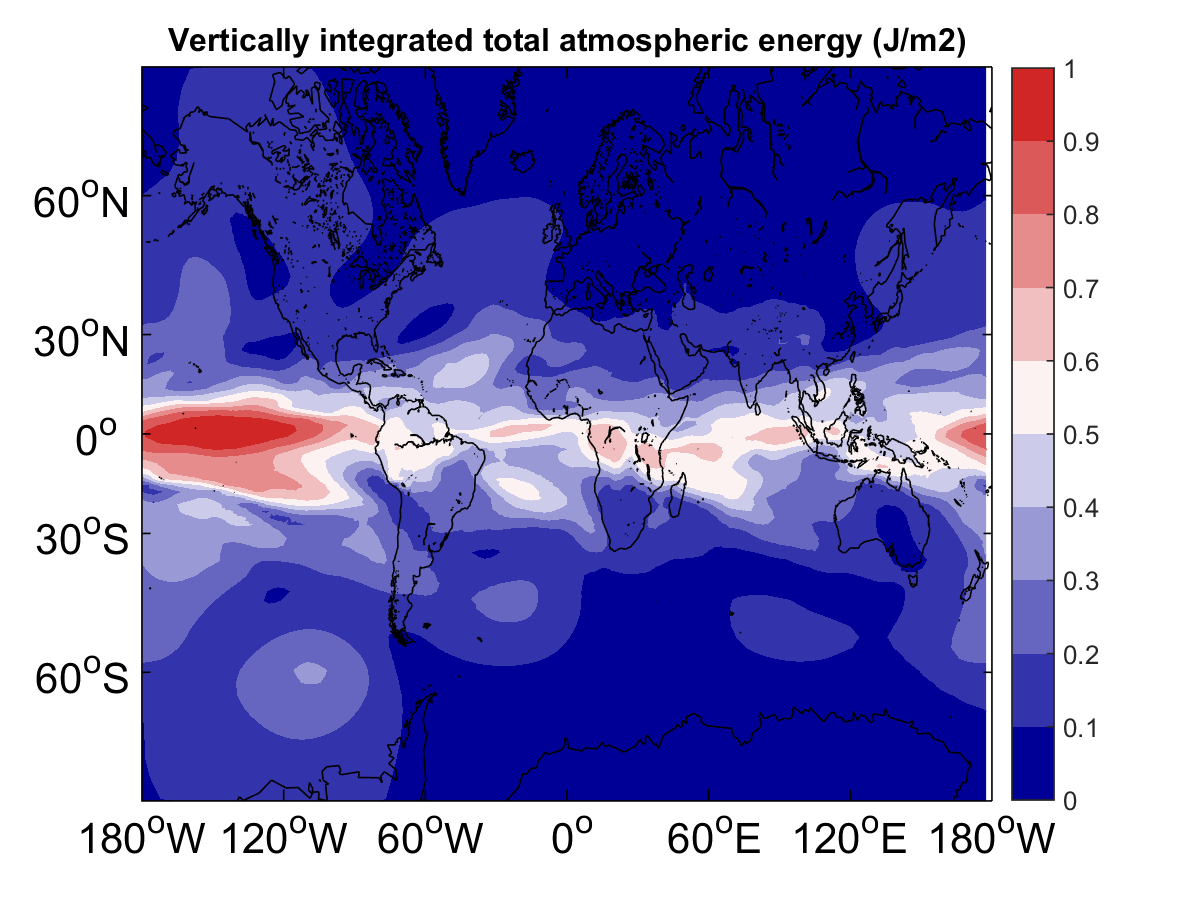 Vertically integrated total atmospheric energy (J/m2)
1
0.9
0.8
0.7
0.6
0.5
0.4
0.3
0.2
0.1
0
60°N
30°N
0°
30°S
60°S
180°W 120°W 60°W 0° 60°E 120°E 180°W